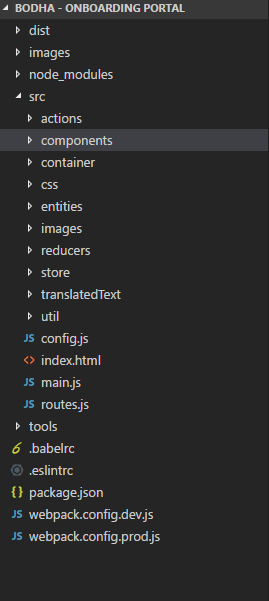 BODHA - ONBOARDING PORTAL
dist
images
node_modules
src
actions
components
container
css
entities
images
reducers
store
translatedText
util
JS config.js
<> index.html
JS main.js
JS routes.js
tools
.babelrc
.eslintrc
{ } package.json
JS webpack.config.dev.js
JS webpack.config.prod.js